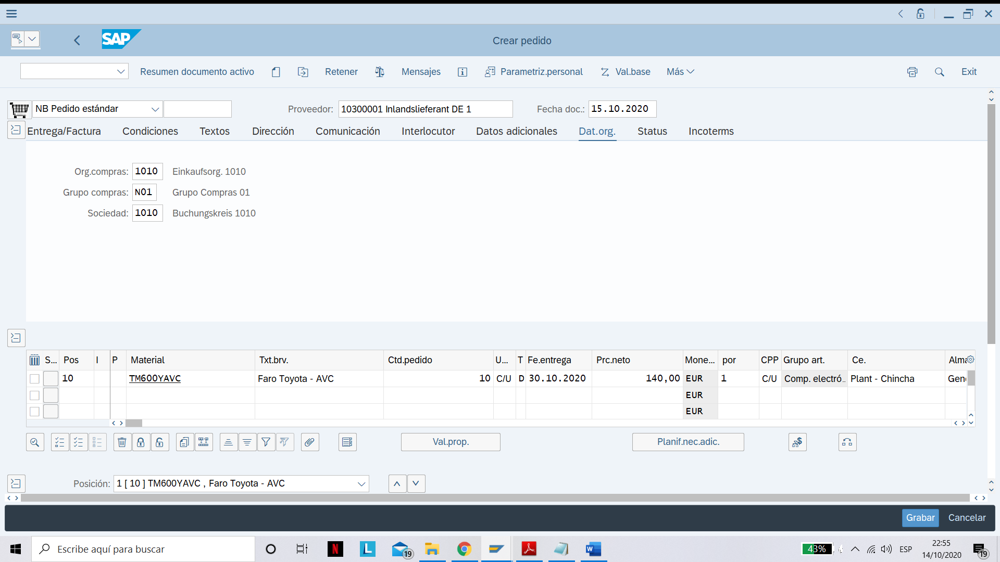 SAP
Crear pedido
Resumen documento activo Retener Mensajes Parametriz.personal Val.base Más Exit
NB Pedido estándar Proveedor: 10300001 Inlandslieferant DE 1 Fecha doc.: 15.10.2020
Entrega/Factura Condiciones Textos Dirección Comunicación Interlocutor Datos adicionales Dat.org. Status Incoterms
Org.compras: 1010 Einkaufsorg. 1010
Grupo compras: N01 Grupo Compras 01
Sociedad: 1010 Buchungskreis 1010
S... Pos I P Material Txt.brv. Ctd.pedido U... T Fe.entrega Prc.neto Mone... por CPP Grupo art. Ce. Alma
10 TM600YAVC Faro Toyota - AVC 10 C/U D 30.10.2020 140,00 EUR 1 C/U Comp. electró... Plant - Chincha Gen
EUR
EUR
Val.prop. Planif.nec.adic.
Posición: 1 [ 10 ] TM600YAVC , Faro Toyota - AVC
Grabar Cancelar
Escribe aquí para buscar N L 19 W 43% ESP 22:55
14/10/2020 19